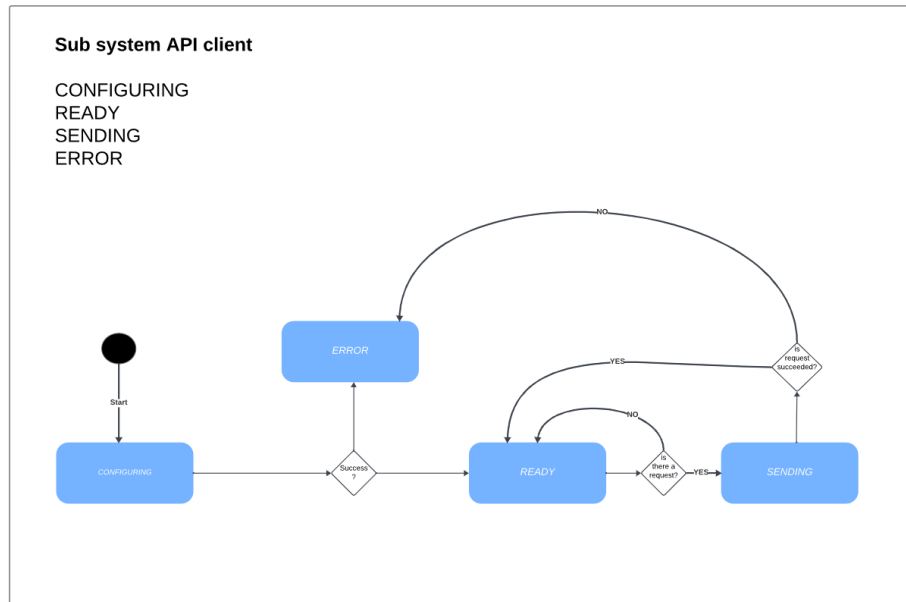 Sub system API client
CONFIGURING
READY
SENDING
ERROR
NO
ERROR
is
request
succeeded?
YES
Start
NO
CONFIGURING
Success
?
READY
is
there a
request?
YES
SENDING